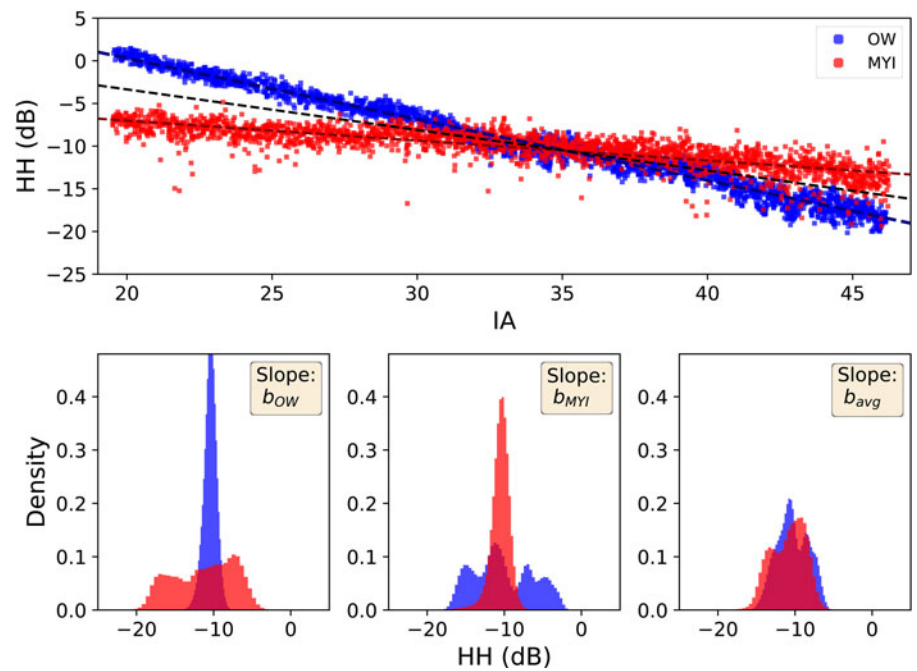 5
0
−5
−10
−15
−20
−25
HH (dB)
OW
MYI
20 25 30 35 40 45
IA
0.4
0.3
0.2
0.1
0.0
Density
Slope:
b_OW
Slope:
b_MYI
Slope:
b_avg
−20 −10 0 −20 −10 0 −20 −10 0
HH (dB)